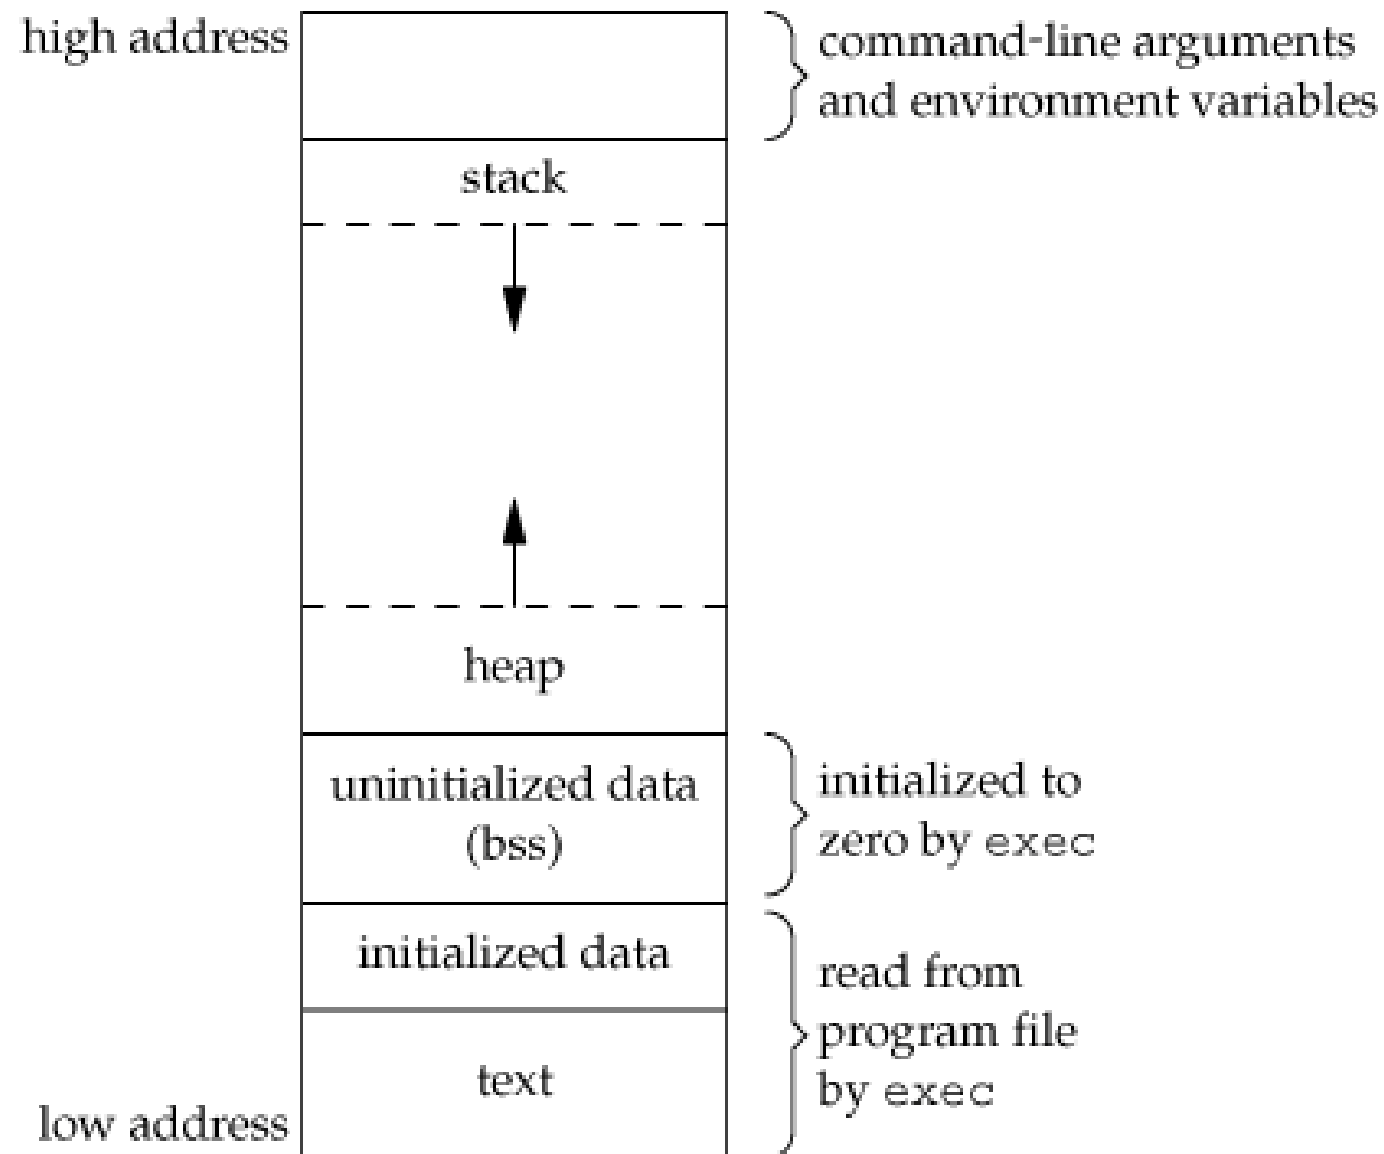 high address
command-line arguments
and environment variables
stack
heap
uninitialized data
(bss)
initialized to
zero by exec
initialized data
read from
program file
by exec
text
low address